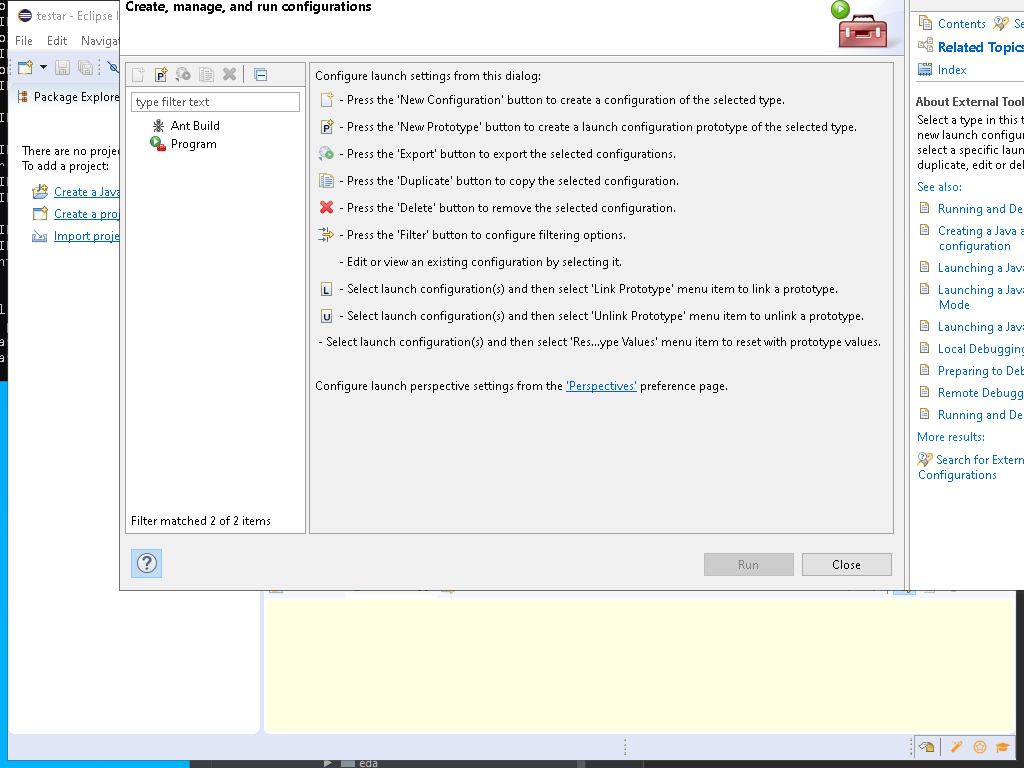 Create, manage, and run configurations
testar - Eclipse I
File Edit Naviga
Package Explore
There are no proje
To add a project:
Create a Java
Create a proj
Import proje
type filter text
Ant Build
Program
Filter matched 2 of 2 items
Configure launch settings from this dialog:
- Press the 'New Configuration' button to create a configuration of the selected type.
- Press the 'New Prototype' button to create a launch configuration prototype of the selected type.
- Press the 'Export' button to export the selected configurations.
- Press the 'Duplicate' button to copy the selected configuration.
- Press the 'Delete' button to remove the selected configuration.
- Press the 'Filter' button to configure filtering options.
- Edit or view an existing configuration by selecting it.
L - Select launch configuration(s) and then select 'Link Prototype' menu item to link a prototype.
U - Select launch configuration(s) and then select 'Unlink Prototype' menu item to unlink a prototype.
- Select launch configuration(s) and then select 'Res...ype Values' menu item to reset with prototype values.
Configure launch perspective settings from the 'Perspectives' preference page.
Run
Close
Contents Se
Related Topics
Index
About External Tool
Select a type in this t
new launch configur
select a specific laun
duplicate, edit or del
See also:
Running and De
Creating a Java a
configuration
Launching a Java
Launching a Java
Mode
Launching a Java
Local Debugging
Preparing to Deb
Remote Debugg
Running and De
More results:
Search for Extern
Configurations
eda